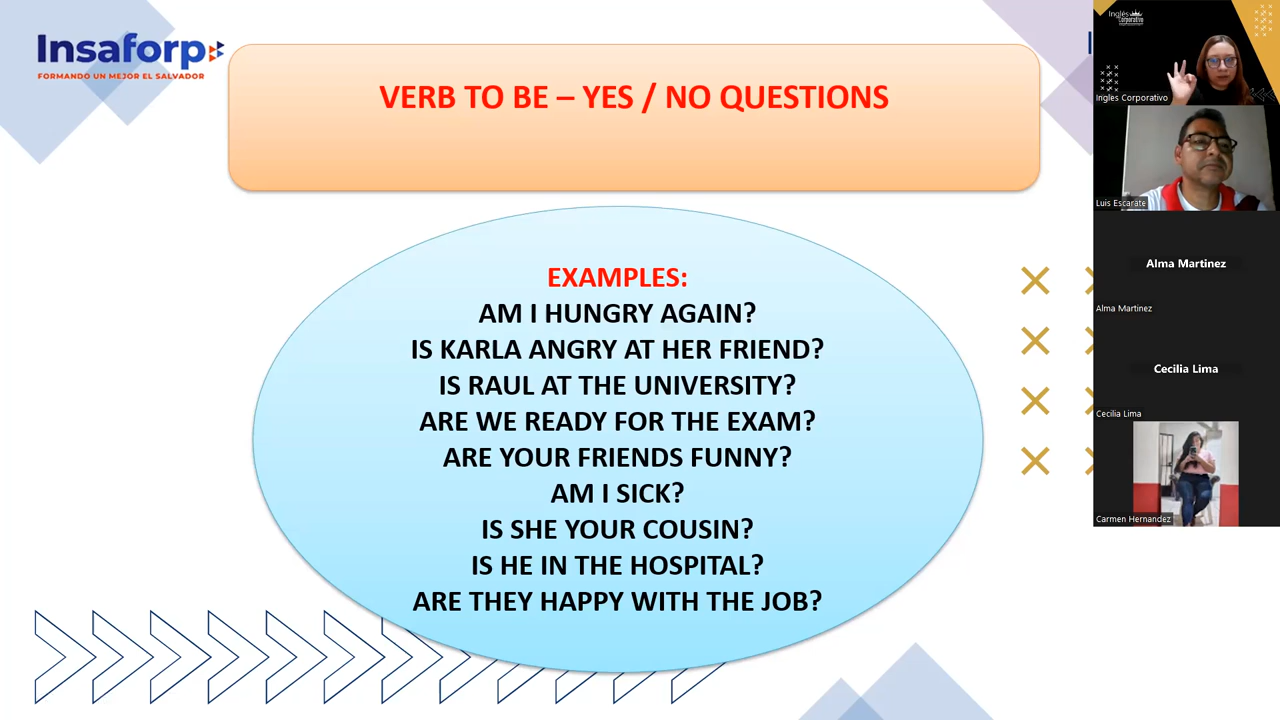 Insaforp
FORMANDO UN MEJOR EL SALVADOR
VERB TO BE – YES / NO QUESTIONS
EXAMPLES:
AM I HUNGRY AGAIN?
IS KARLA ANGRY AT HER FRIEND?
IS RAUL AT THE UNIVERSITY?
ARE WE READY FOR THE EXAM?
ARE YOUR FRIENDS FUNNY?
AM I SICK?
IS SHE YOUR COUSIN?
IS HE IN THE HOSPITAL?
ARE THEY HAPPY WITH THE JOB?
Inglés
Corporativo
Ingles Corporativo
Luis Escarate
Alma Martinez
Alma Martinez
Cecilia Lima
Cecilia Lima
Carmen Hernandez